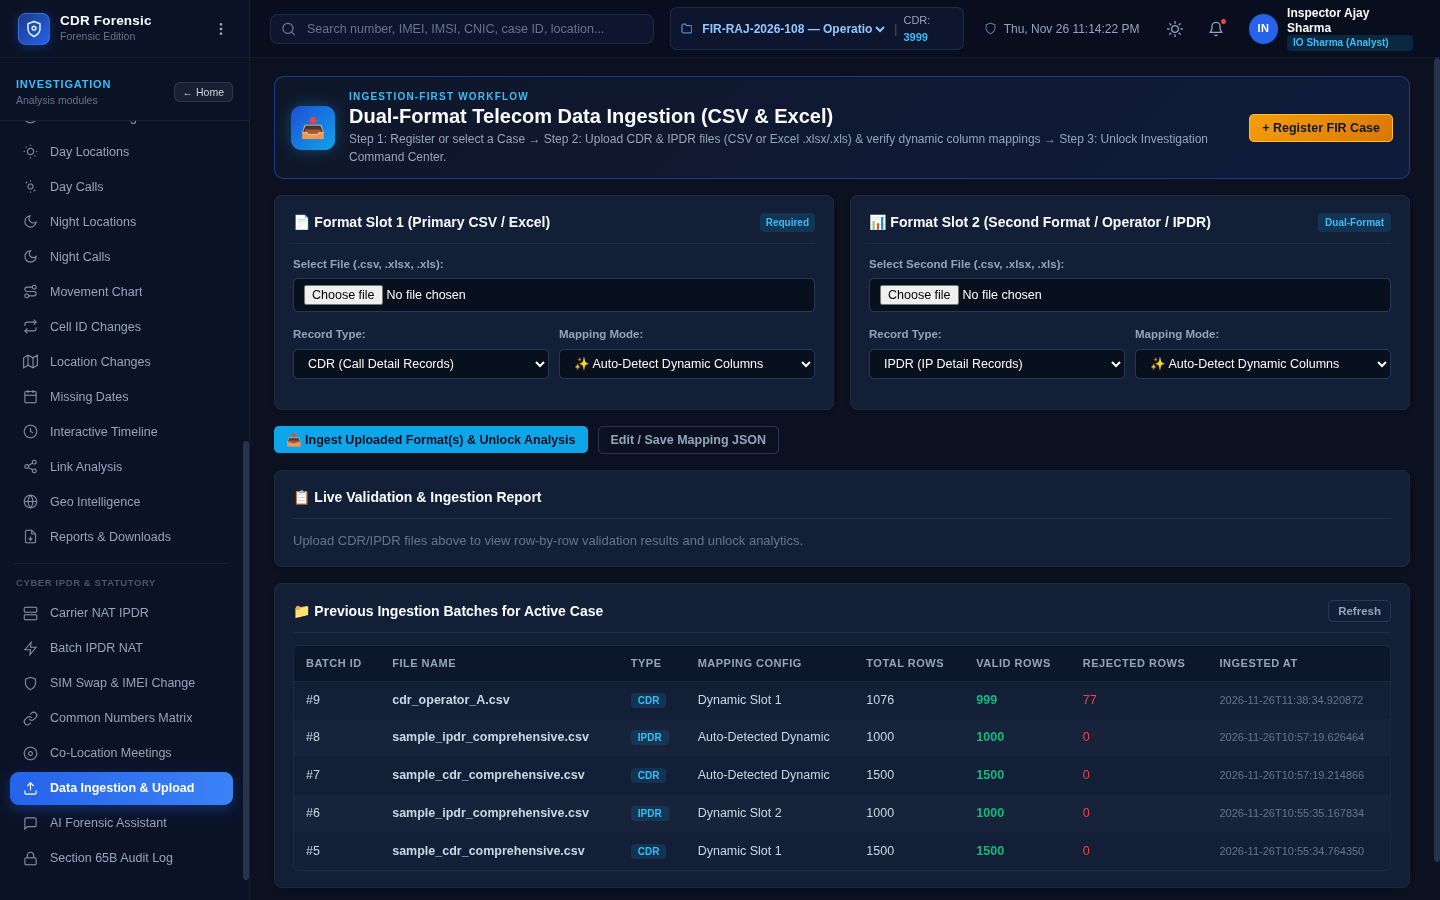 CDR Forensic
Forensic Edition
Search number, IMEI, IMSI, CNIC, case ID, location...
FIR-RAJ-2026-108 — Operatio
CDR:
3999
Thu, Nov 26 11:14:22 PM
IN
Inspector Ajay
Sharma
IO Sharma (Analyst)
INVESTIGATION
Analysis modules
← Home
Day Locations
Day Calls
Night Locations
Night Calls
Movement Chart
Cell ID Changes
Location Changes
Missing Dates
Interactive Timeline
Link Analysis
Geo Intelligence
Reports & Downloads
CYBER IPDR & STATUTORY
Carrier NAT IPDR
Batch IPDR NAT
SIM Swap & IMEI Change
Common Numbers Matrix
Co-Location Meetings
Data Ingestion & Upload
AI Forensic Assistant
Section 65B Audit Log
INGESTION-FIRST WORKFLOW
Dual-Format Telecom Data Ingestion (CSV & Excel)
Step 1: Register or select a Case → Step 2: Upload CDR & IPDR files (CSV or Excel .xlsx/.xls) & verify dynamic column mappings → Step 3: Unlock Investigation
Command Center.
+ Register FIR Case
📄 Format Slot 1 (Primary CSV / Excel)
Required
Select File (.csv, .xlsx, .xls):
Choose file No file chosen
Record Type:
Mapping Mode:
CDR (Call Detail Records)
✨ Auto-Detect Dynamic Columns
📊 Format Slot 2 (Second Format / Operator / IPDR)
Dual-Format
Select Second File (.csv, .xlsx, .xls):
Choose file No file chosen
Record Type:
Mapping Mode:
IPDR (IP Detail Records)
✨ Auto-Detect Dynamic Columns
📥 Ingest Uploaded Format(s) & Unlock Analysis
Edit / Save Mapping JSON
📋 Live Validation & Ingestion Report
Upload CDR/IPDR files above to view row-by-row validation results and unlock analytics.
📁 Previous Ingestion Batches for Active Case
Refresh
BATCH ID FILE NAME TYPE MAPPING CONFIG TOTAL ROWS VALID ROWS REJECTED ROWS INGESTED AT
#9 cdr_operator_A.csv CDR Dynamic Slot 1 1076 999 77 2026-11-26T11:38:34.920872
#8 sample_ipdr_comprehensive.csv IPDR Auto-Detected Dynamic 1000 1000 0 2026-11-26T10:57:19.626464
#7 sample_cdr_comprehensive.csv CDR Auto-Detected Dynamic 1500 1500 0 2026-11-26T10:57:19.214866
#6 sample_ipdr_comprehensive.csv IPDR Dynamic Slot 2 1000 1000 0 2026-11-26T10:55:35.167834
#5 sample_cdr_comprehensive.csv CDR Dynamic Slot 1 1500 1500 0 2026-11-26T10:55:34.764350